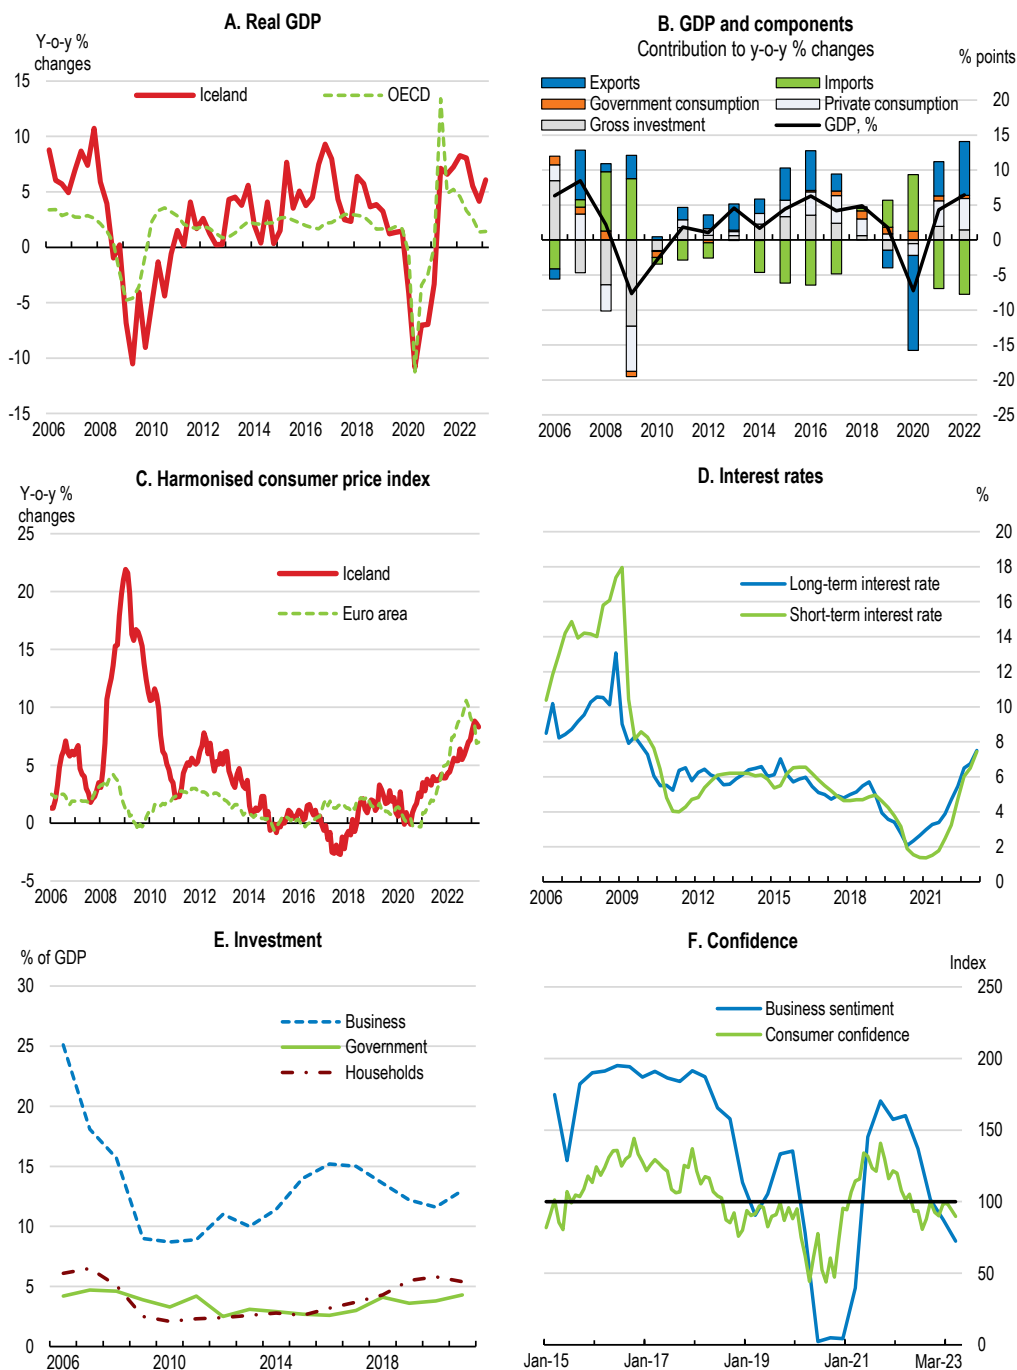 A. Real GDP
Y-o-y %
changes
Iceland
OECD
15
10
5
0
-5
-10
-15
2006 2008 2010 2012 2014 2016 2018 2020 2022
B. GDP and components
Contribution to y-o-y % changes
% points
Exports
Imports
Government consumption
Private consumption
Gross investment
GDP, %
20
15
10
5
0
-5
-10
-15
-20
-25
2006 2008 2010 2012 2014 2016 2018 2020 2022
C. Harmonised consumer price index
Y-o-y %
changes
Iceland
Euro area
25
20
15
10
5
0
-5
2006 2008 2010 2012 2014 2016 2018 2020 2022
D. Interest rates
%
Long-term interest rate
Short-term interest rate
20
18
16
14
12
10
8
6
4
2
0
2006 2009 2012 2015 2018 2021
E. Investment
% of GDP
Business
Government
Households
30
25
20
15
10
5
0
2006 2010 2014 2018
F. Confidence
Index
Business sentiment
Consumer confidence
250
200
150
100
50
0
Jan-15 Jan-17 Jan-19 Jan-21 Mar-23